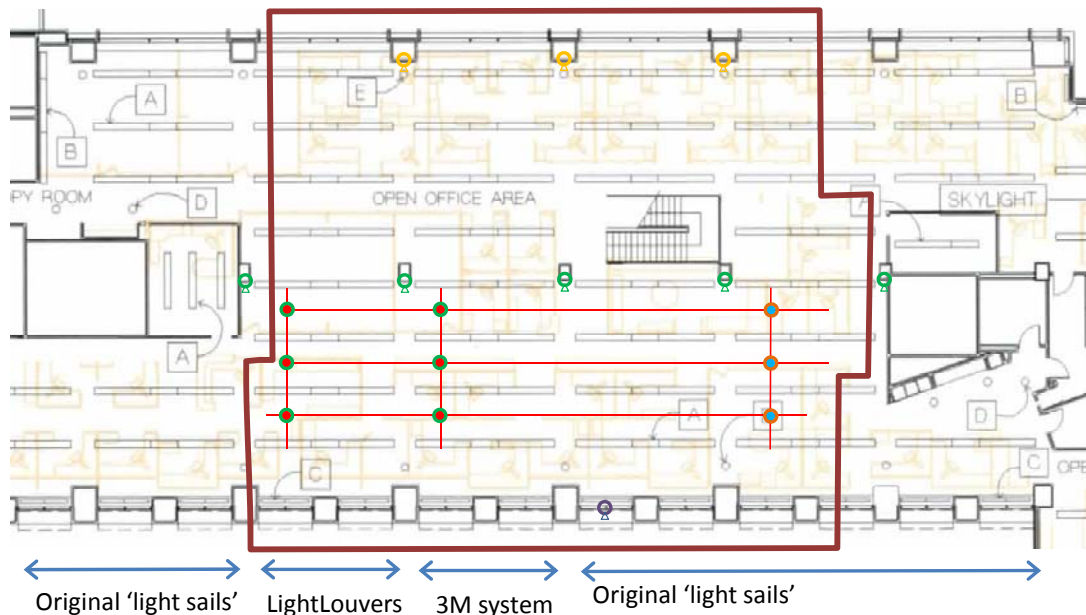 A
E
B
B
PY ROOM
D
OPEN OFFICE AREA
A
SKYLIGHT
A
A
D
C
C
OPE
Original ‘light sails’
LightLouvers
3M system
Original ‘light sails’